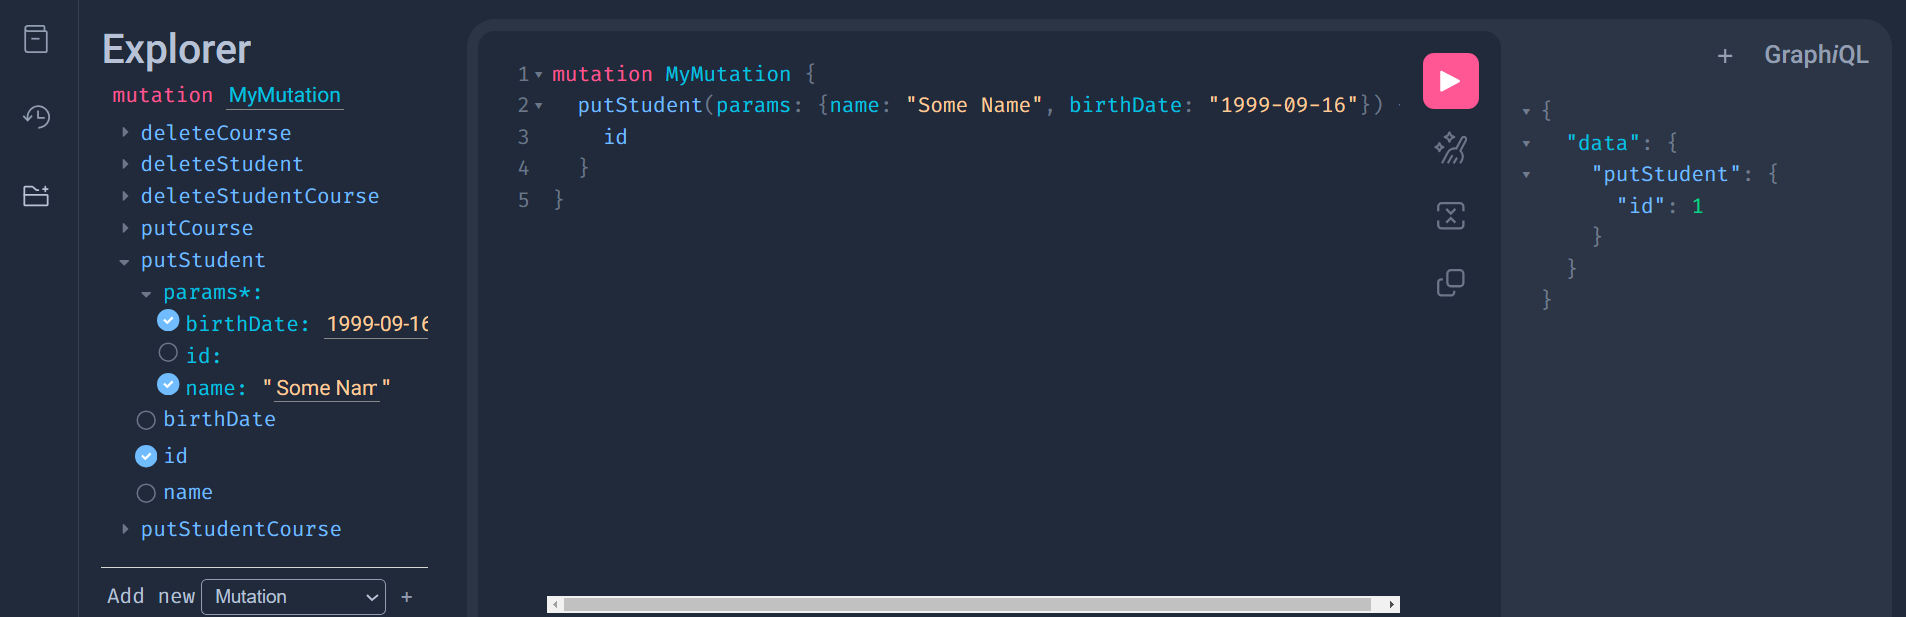 Explorer
mutation MyMutation
deleteCourse
deleteStudent
deleteStudentCourse
putCourse
putStudent
params*:
birthDate: 1999-09-16
id:
name: "Some Nam"
birthDate
id
name
putStudentCourse
Add new Mutation +
1 mutation MyMutation {
2 putStudent(params: {name: "Some Name", birthDate: "1999-09-16"})
3 id
4 }
5 }
+ GraphiQL
{
"data": {
"putStudent": {
"id": 1
}
}
}